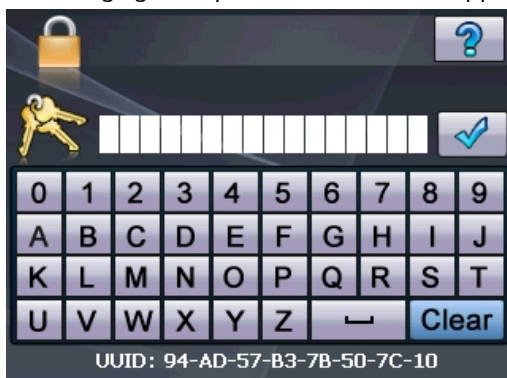 ?
0 1 2 3 4 5 6 7 8 9
A B C D E F G H I J
K L M N O P Q R S T
U V W X Y Z Clear
UUID: 94-AD-57-B3-7B-50-7C-10